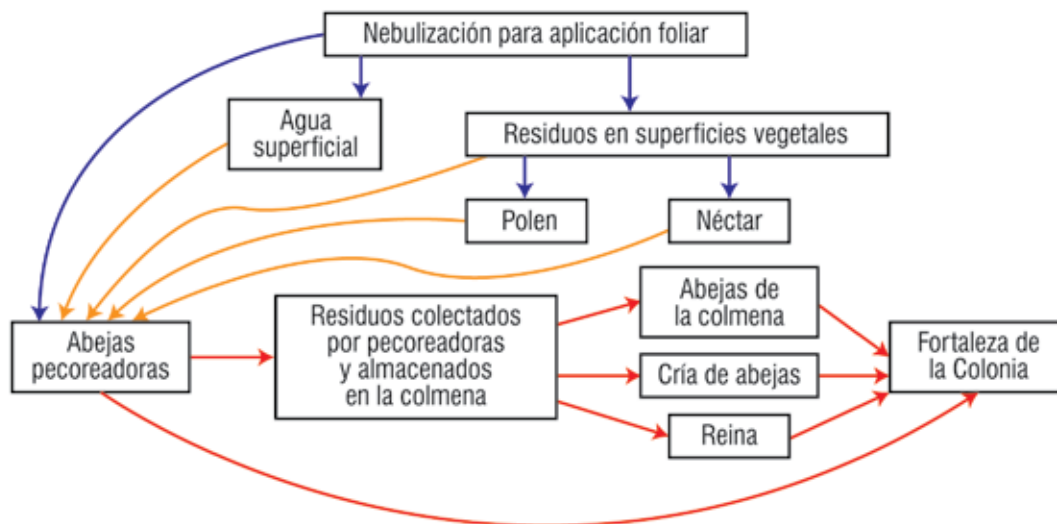 Nebulización para aplicación foliar
Agua
superficial
Residuos en superficies vegetales
Polen
Néctar
Abejas
pecoreadoras
Residuos colectados
por pecoreadoras
y almacenados
en la colmena
Abejas de
la colmena
Cría de abejas
Reina
Fortaleza de
la Colonia